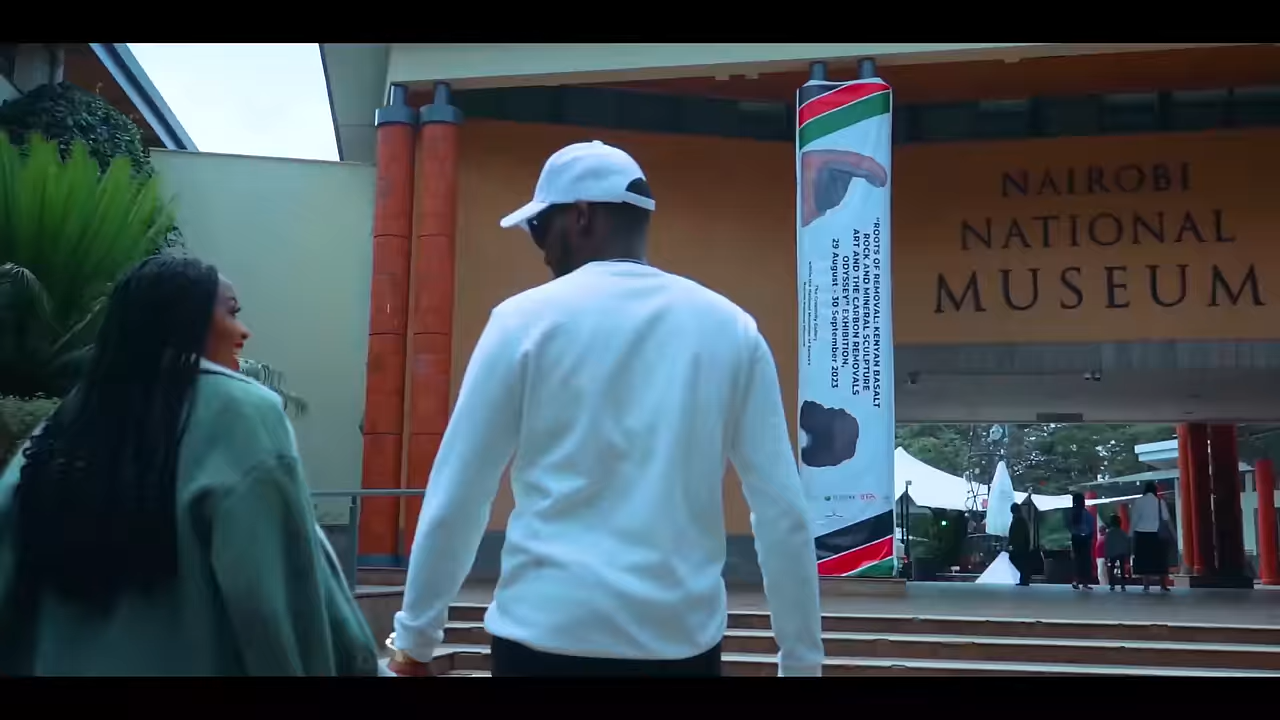 NAIROBI
NATIONAL
MUSEUM
"ROOTS OF REMOVAL: KENYAN BASALT
ROCK AND MINERAL SCULPTURE
ART AND THE CARBON REMOVALS
ODYSSEY" EXHIBITION,
29 August - 30 September 2023